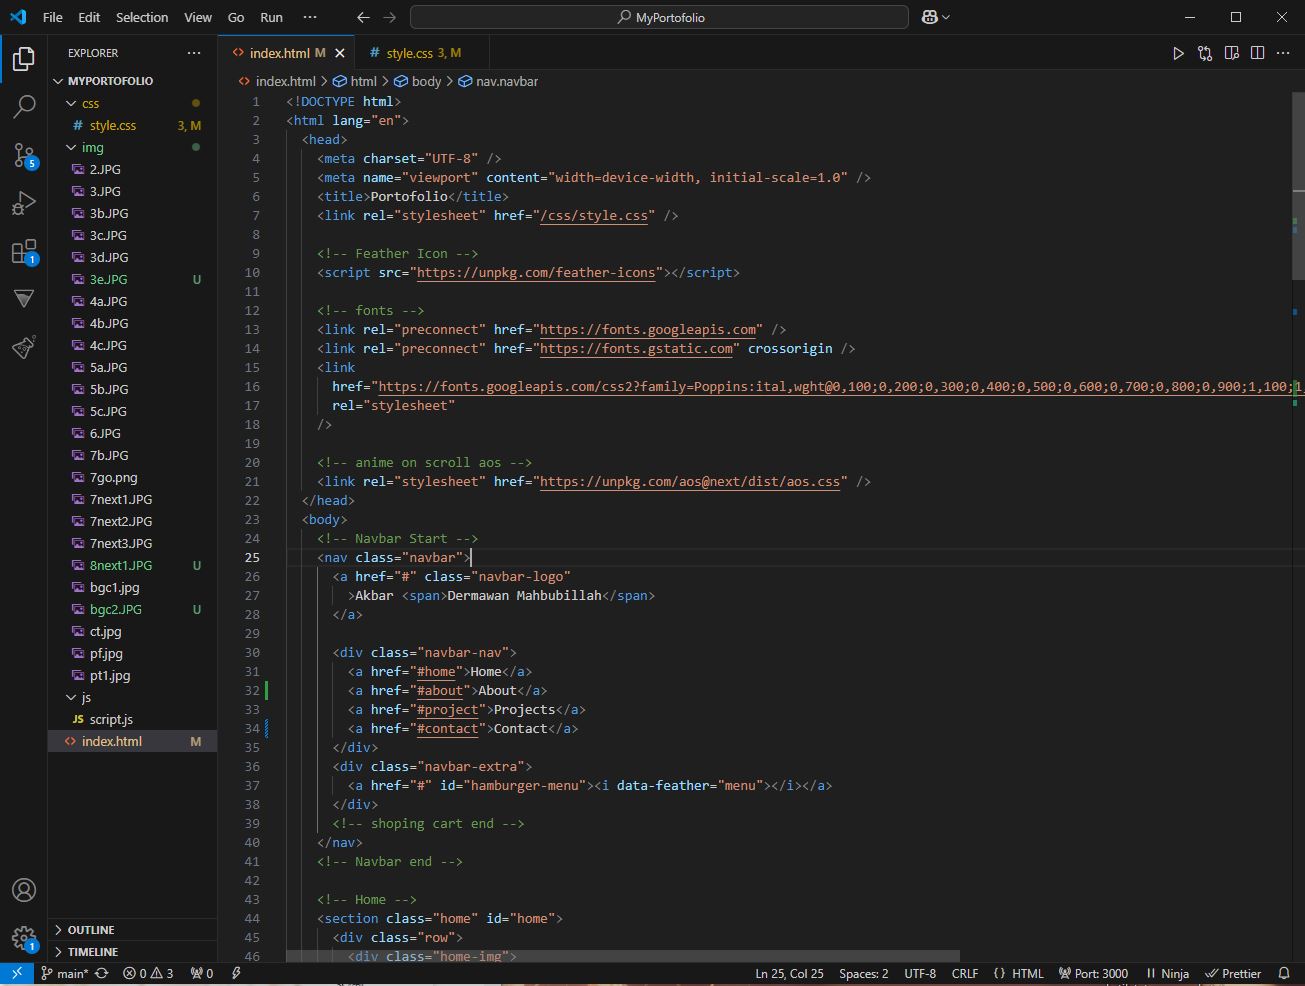 File Edit Selection View Go Run ···
MyPortofolio
EXPLORER ···
MYPORTOFOLIO
css
# style.css 3, M
img
2.JPG
3.JPG
3b.JPG
3c.JPG
3d.JPG
3e.JPG U
4a.JPG
4b.JPG
4c.JPG
5a.JPG
5b.JPG
5c.JPG
6.JPG
7b.JPG
7go.png
7next1.JPG
7next2.JPG
7next3.JPG
8next1.JPG U
bgc1.jpg
bgc2.JPG U
ct.jpg
pf.jpg
pt1.jpg
js
JS script.js
<> index.html M
OUTLINE
TIMELINE
5
1
1
<> index.html M
# style.css 3, M
<> index.html > html > body > nav.navbar
1 <!DOCTYPE html>
2 <html lang="en">
3 <head>
4 <meta charset="UTF-8" />
5 <meta name="viewport" content="width=device-width, initial-scale=1.0" />
6 <title>Portofolio</title>
7 <link rel="stylesheet" href="/css/style.css" />
8
9 <!-- Feather Icon -->
10 <script src="https://unpkg.com/feather-icons"></script>
11
12 <!-- fonts -->
13 <link rel="preconnect" href="https://fonts.googleapis.com" />
14 <link rel="preconnect" href="https://fonts.gstatic.com" crossorigin />
15 <link
16 href="https://fonts.googleapis.com/css2?family=Poppins:ital,wght@0,100;0,200;0,300;0,400;0,500;0,600;0,700;0,800;0,900;1,100;1
17 rel="stylesheet"
18 />
19
20 <!-- anime on scroll aos -->
21 <link rel="stylesheet" href="https://unpkg.com/aos@next/dist/aos.css" />
22 </head>
23 <body>
24 <!-- Navbar Start -->
25 <nav class="navbar">
26 <a href="#" class="navbar-logo"
27 >Akbar <span>Dermawan Mahbubillah</span>
28 </a>
29
30 <div class="navbar-nav">
31 <a href="#home">Home</a>
32 <a href="#about">About</a>
33 <a href="#project">Projects</a>
34 <a href="#contact">Contact</a>
35 </div>
36 <div class="navbar-extra">
37 <a href="#" id="hamburger-menu"><i data-feather="menu"></i></a>
38 </div>
39 <!-- shoping cart end -->
40 </nav>
41 <!-- Navbar end -->
42
43 <!-- Home -->
44 <section class="home" id="home">
45 <div class="row">
46 <div class="home-img">
main* 0 3 0 Ln 25, Col 25 Spaces: 2 UTF-8 CRLF {} HTML Port: 3000 Ninja Prettier